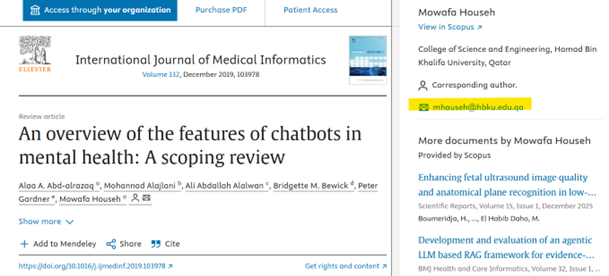 Access through your organization
Purchase PDF
Patient Access
ELSEVIER
International Journal of Medical Informatics
Volume 132, December 2019, 103978
Review article
An overview of the features of chatbots in
mental health: A scoping review
Alaa A. Abd-alrazaq a, Mohannad Alajlani b, Ali Abdallah Alalwan c, Bridgette M. Bewick d, Peter
Gardner e, Mowafa Househ a
Show more
+ Add to Mendeley Share Cite
https://doi.org/10.1016/j.ijmedinf.2019.103978
Get rights and content
Mowafa Househ
View in Scopus
College of Science and Engineering, Hamad Bin
Khalifa University, Qatar
Corresponding author.
mhouseh@hbku.edu.qa
More documents by Mowafa Househ
Provided by Scopus
Enhancing fetal ultrasound image quality
and anatomical plane recognition in low-...
Scientific Reports, Volume 15, Issue 1, December 2025
Boumeridja, H., ..., El Habib Daho, M.
Development and evaluation of an agentic
LLM based RAG framework for evidence-...
BMJ Health and Care Informatics, Volume 32, Issue 1, ...